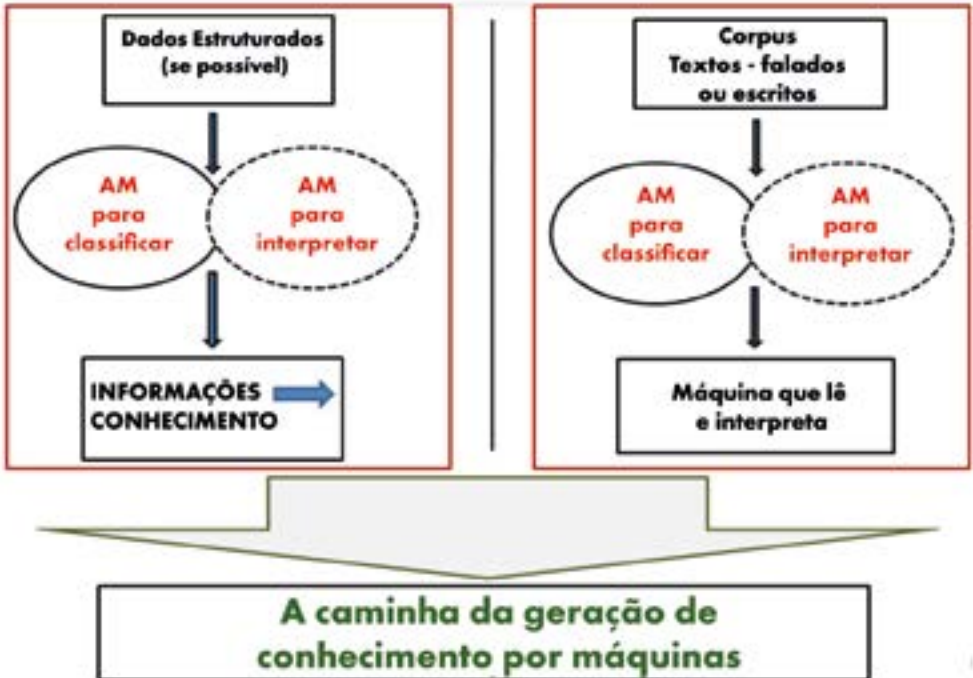 Dados Estruturados
(se possível)
AM
para
classificar
AM
para
interpretar
INFORMAÇÕES
CONHECIMENTO
Corpus
Textos - falados
ou escritos
AM
para
classificar
AM
para
interpretar
Máquina que lê
e interpreta
A caminha da geração de
conhecimento por máquinas